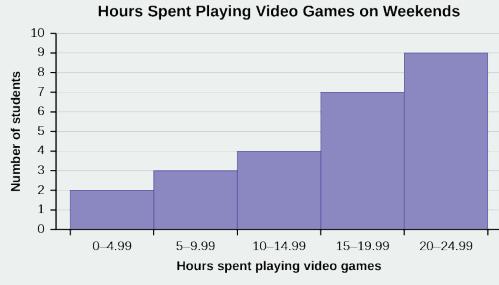 Hours Spent Playing Video Games on Weekends
10
9
8
7
6
5
4
3
2
1
0
Number of students
0–4.99 5–9.99 10–14.99 15–19.99 20–24.99
Hours spent playing video games